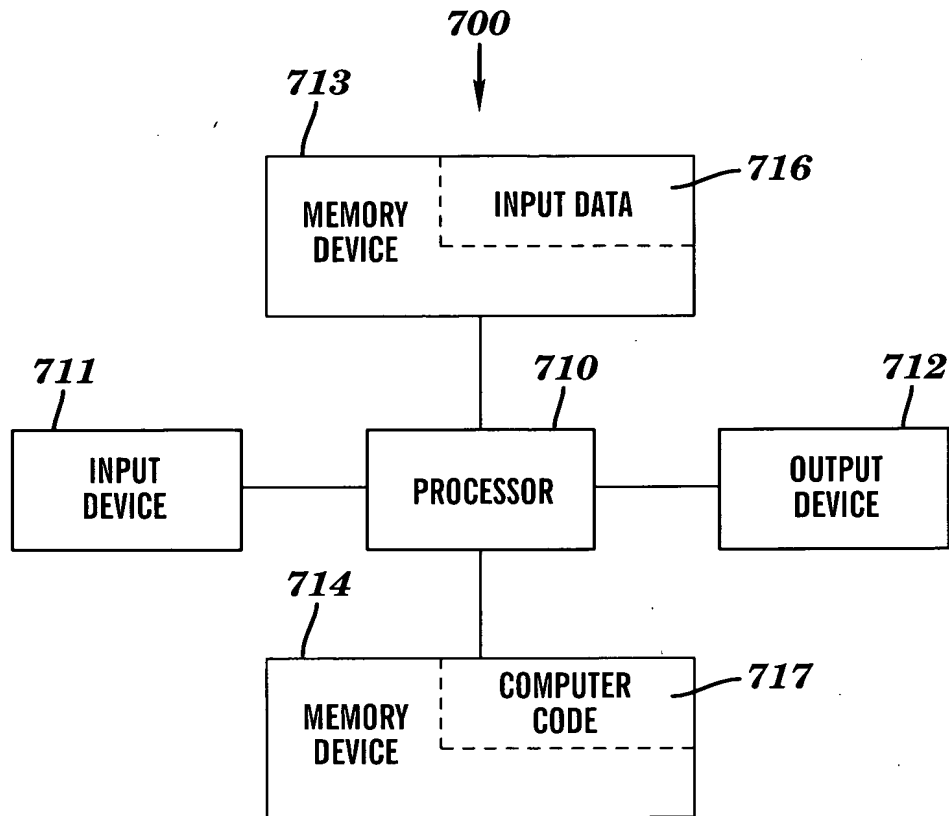 700
713
716
MEMORY
DEVICE
INPUT DATA
711
710
712
INPUT
DEVICE
PROCESSOR
OUTPUT
DEVICE
714
717
MEMORY
DEVICE
COMPUTER
CODE